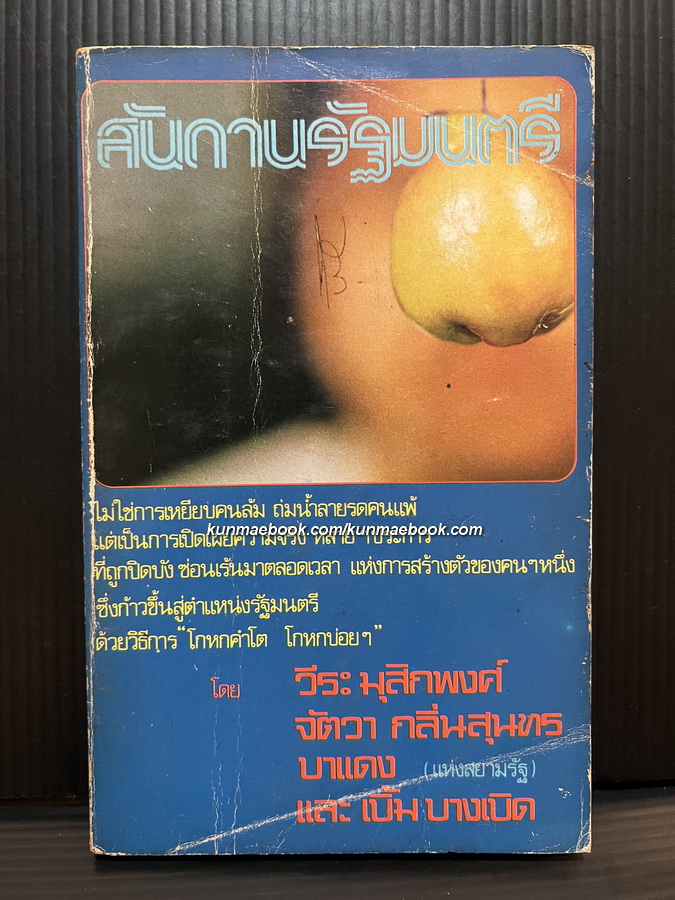 สันดานรัฐมนตรี
ไม่ใช่การเหยียบคนล้ม ถ่มน้ำลายรดคนแพ้
kunmaebook.com/kunmaebook.com
แต่เป็นการเปิดเผยความจริง
ที่ถูกปิดบัง ซ่อนเร้นมาตลอดเวลา แห่งการสร้างตัวของคนๆหนึ่ง
ซึ่งก้าวขึ้นสู่ตำแหน่งรัฐมนตรี
ด้วยวิธีการ “โกหกคำโต โกหกบ่อยๆ”
โดย วีระ มุสิกพงศ์
จัตวา กลิ่นสุนทร
บาแดง (แห่งสยามรัฐ)
และ เบิ้ม บางเบิด